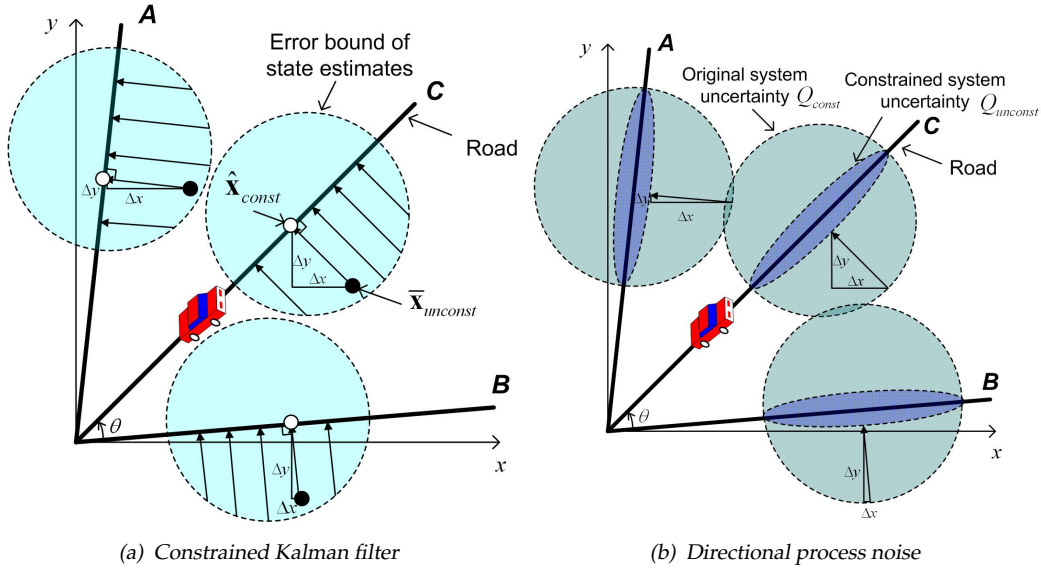 y
A
Error bound of
state estimates
C
Road
x̂const
Δy
Δx
Δy
Δx
x̄unconst
B
θ
Δy
Δx
x
(a) Constrained Kalman filter
y
A
Original system
uncertainty Qconst
Constrained system
uncertainty Qunconst
C
Road
Δy
Δx
Δy
Δx
B
θ
Δy
Δx
x
(b) Directional process noise